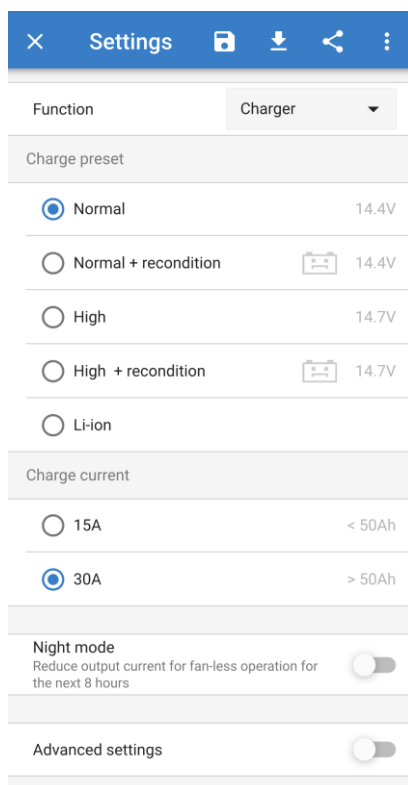 Settings
Function Charger
Charge preset
Normal 14.4V
Normal + recondition 14.4V
High 14.7V
High + recondition 14.7V
Li-ion
Charge current
15A < 50Ah
30A > 50Ah
Night mode
Reduce output current for fan-less operation for
the next 8 hours
Advanced settings